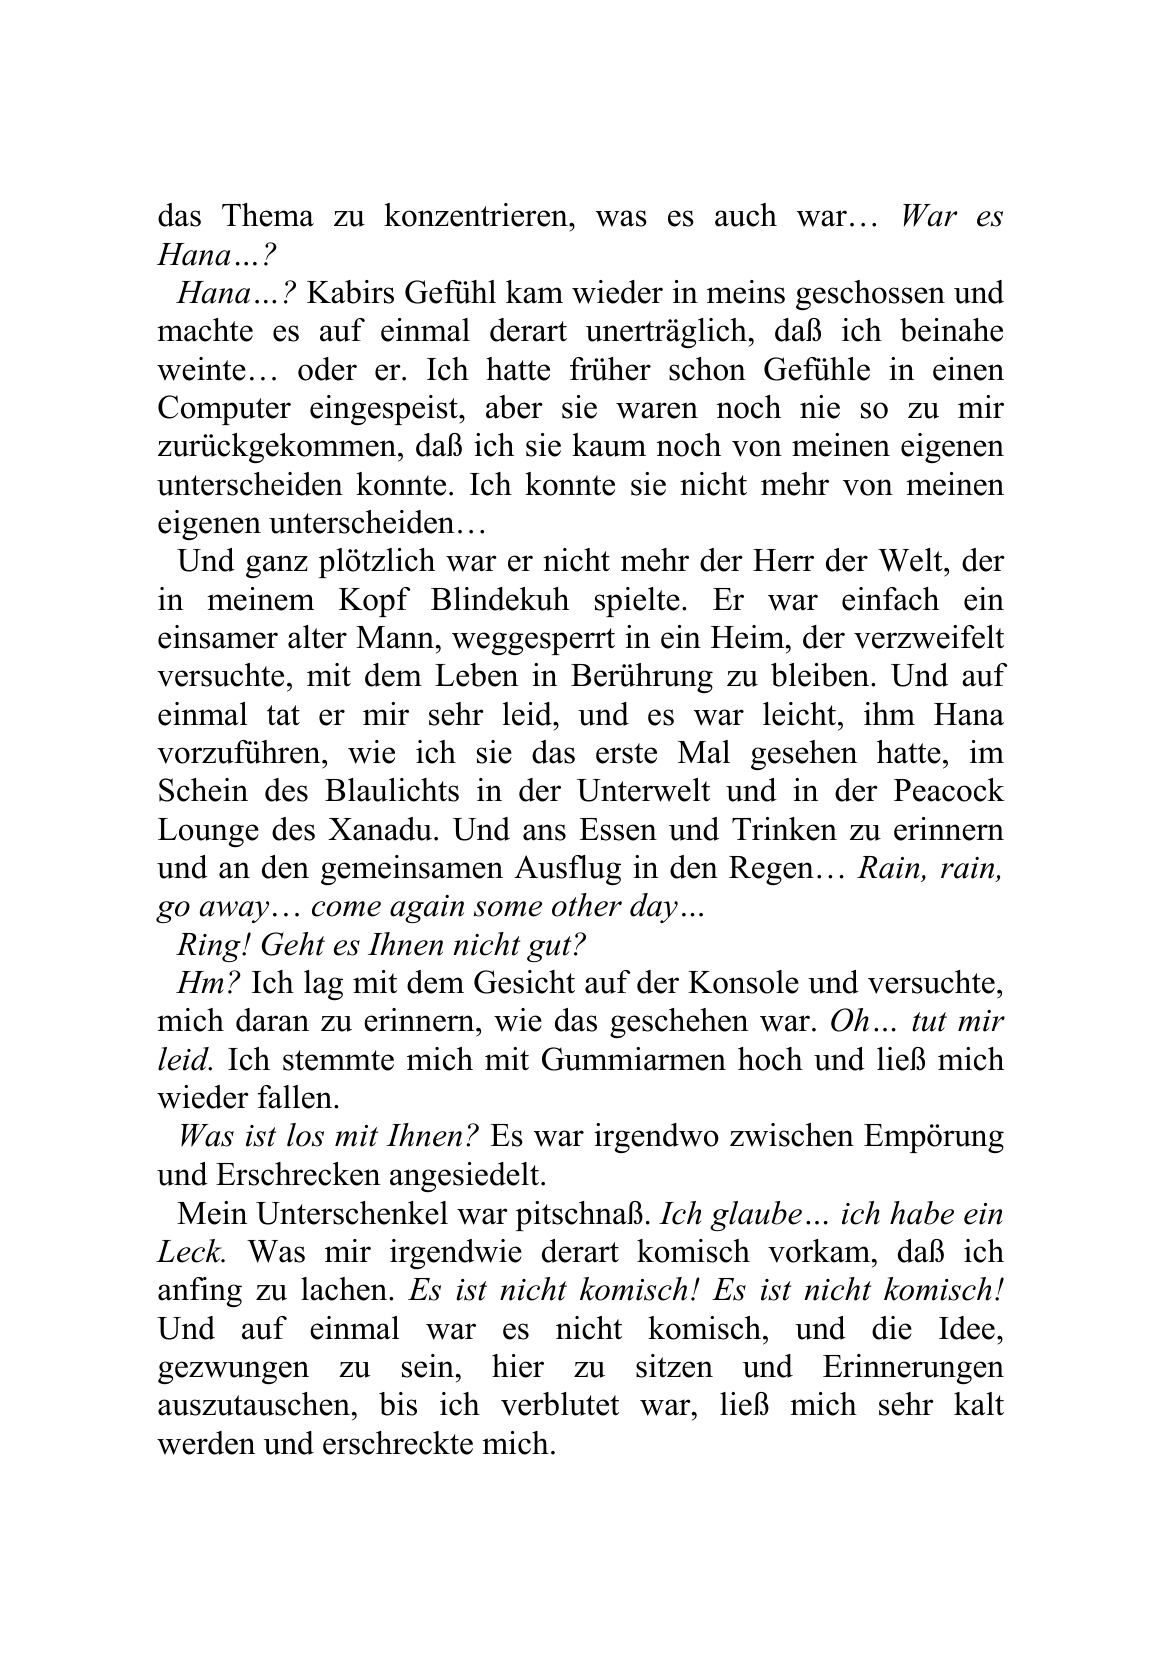 das Thema zu konzentrieren, was es auch war… War es
Hana…?
Hana…? Kabirs Gefühl kam wieder in meins geschossen und
machte es auf einmal derart unerträglich, daß ich beinahe
weinte… oder er. Ich hatte früher schon Gefühle in einen
Computer eingespeist, aber sie waren noch nie so zu mir
zurückgekommen, daß ich sie kaum noch von meinen eigenen
unterscheiden konnte. Ich konnte sie nicht mehr von meinen
eigenen unterscheiden…
Und ganz plötzlich war er nicht mehr der Herr der Welt, der
in meinem Kopf Blindekuh spielte. Er war einfach ein
einsamer alter Mann, weggesperrt in ein Heim, der verzweifelt
versuchte, mit dem Leben in Berührung zu bleiben. Und auf
einmal tat er mir sehr leid, und es war leicht, ihm Hana
vorzuführen, wie ich sie das erste Mal gesehen hatte, im
Schein des Blaulichts in der Unterwelt und in der Peacock
Lounge des Xanadu. Und ans Essen und Trinken zu erinnern
und an den gemeinsamen Ausflug in den Regen… Rain, rain,
go away… come again some other day…
Ring! Geht es Ihnen nicht gut?
Hm? Ich lag mit dem Gesicht auf der Konsole und versuchte,
mich daran zu erinnern, wie das geschehen war. Oh… tut mir
leid. Ich stemmte mich mit Gummiarmen hoch und ließ mich
wieder fallen.
Was ist los mit Ihnen? Es war irgendwo zwischen Empörung
und Erschrecken angesiedelt.
Mein Unterschenkel war pitschnaß. Ich glaube… ich habe ein
Leck. Was mir irgendwie derart komisch vorkam, daß ich
anfing zu lachen. Es ist nicht komisch! Es ist nicht komisch!
Und auf einmal war es nicht komisch, und die Idee,
gezwungen zu sein, hier zu sitzen und Erinnerungen
auszutauschen, bis ich verblutet war, ließ mich sehr kalt
werden und erschreckte mich.